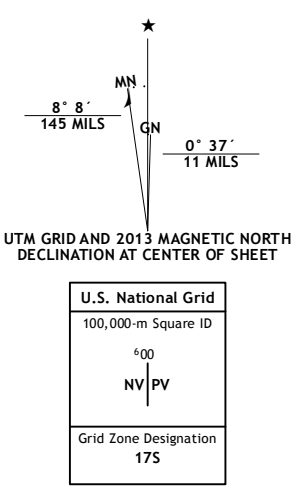 ★
MN
GN
8° 8´
145 MILS
0° 37´
11 MILS
UTM GRID AND 2013 MAGNETIC NORTH
DECLINATION AT CENTER OF SHEET
U.S. National Grid
100,000-m Square ID
⁶00
NV PV
Grid Zone Designation
17S